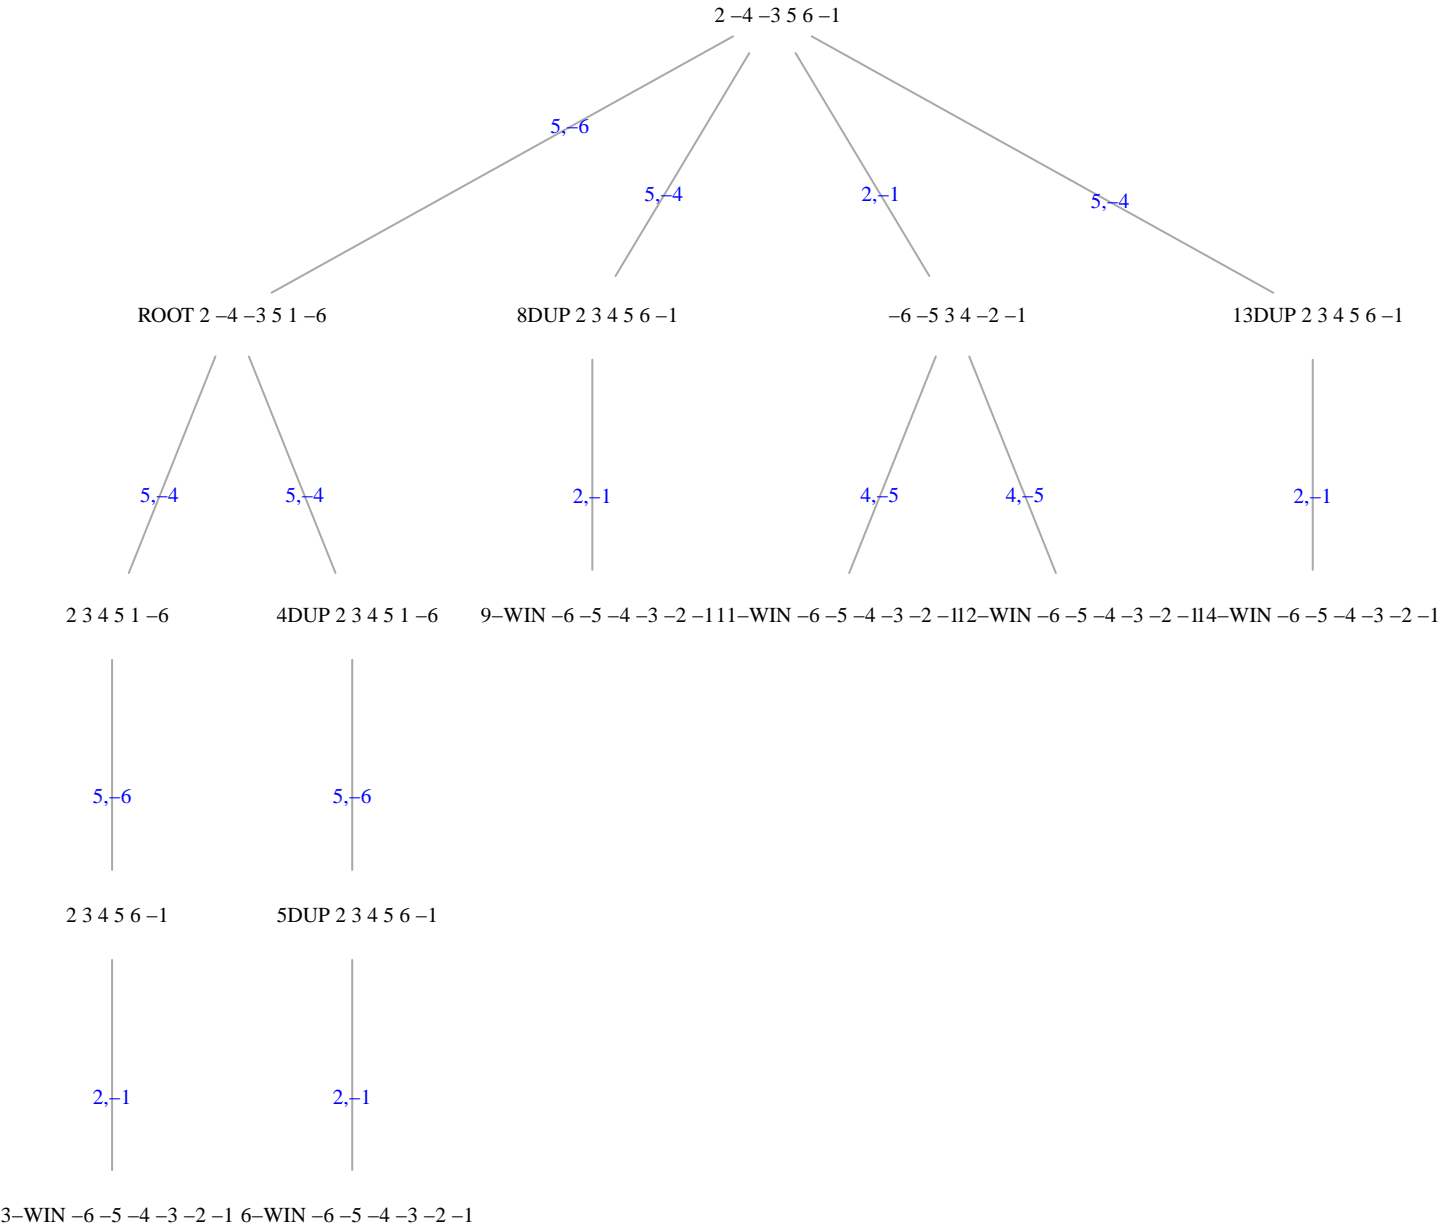 2 –4 –3 5 6 –1
5,–6
5,–4
2,–1
5,–4
ROOT 2 –4 –3 5 1 –6
8DUP 2 3 4 5 6 –1
–6 –5 3 4 –2 –1
13DUP 2 3 4 5 6 –1
5,–4
5,–4
2,–1
4,–5
4,–5
2,–1
2 3 4 5 1 –6
4DUP 2 3 4 5 1 –6
9–WIN –6 –5 –4 –3 –2 –1
11–WIN –6 –5 –4 –3 –2 –1
12–WIN –6 –5 –4 –3 –2 –1
14–WIN –6 –5 –4 –3 –2 –1
5,–6
5,–6
2 3 4 5 6 –1
5DUP 2 3 4 5 6 –1
2,–1
2,–1
3–WIN –6 –5 –4 –3 –2 –1
6–WIN –6 –5 –4 –3 –2 –1